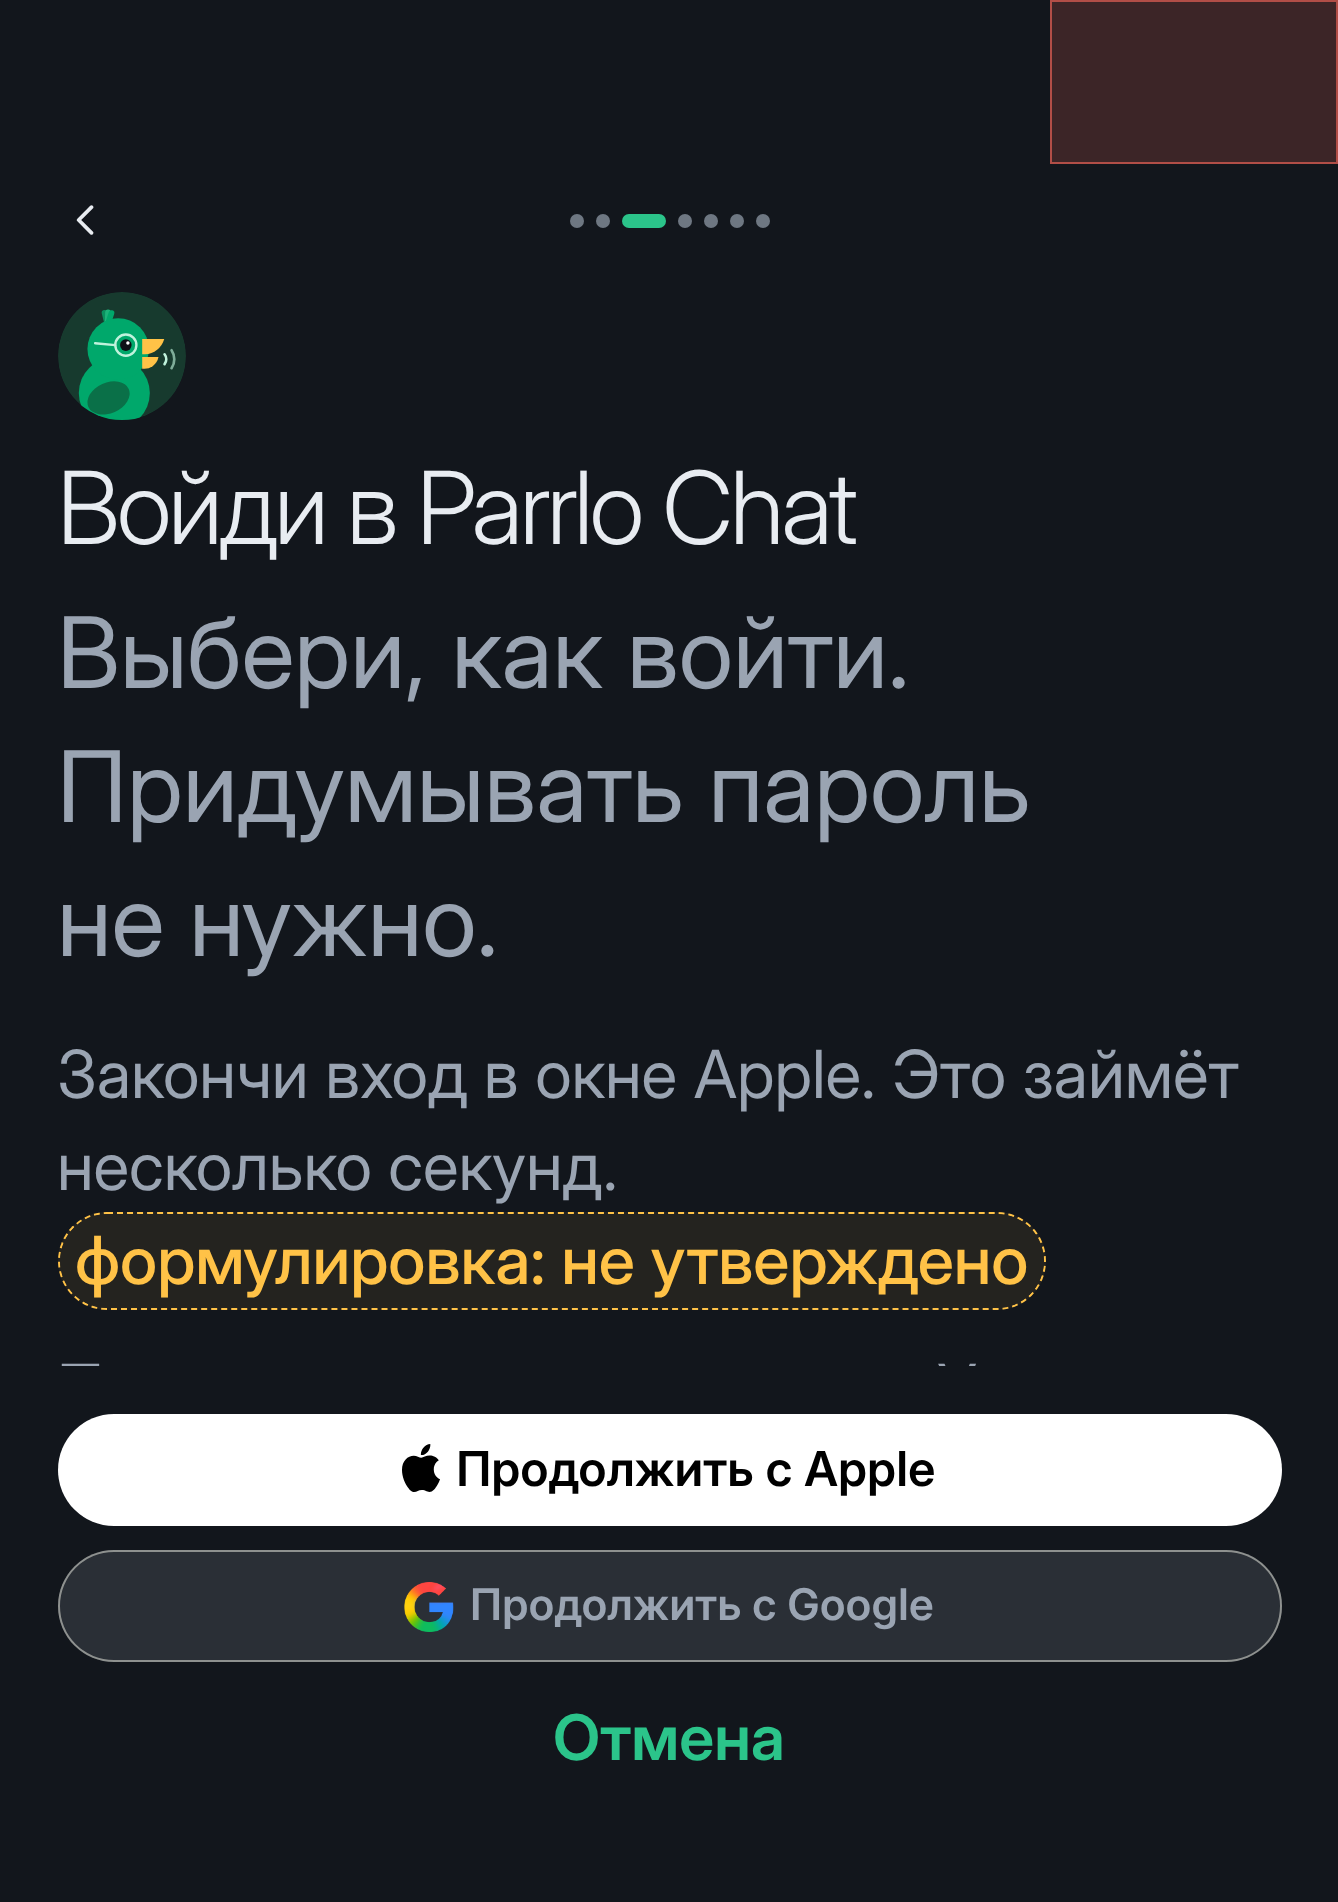 Войди в Parrlo Chat
Выбери, как войти.
Придумывать пароль
не нужно.
Закончи вход в окне Apple. Это займёт
несколько секунд.
формулировка: не утверждено
Продолжить с Apple
Продолжить с Google
Отмена